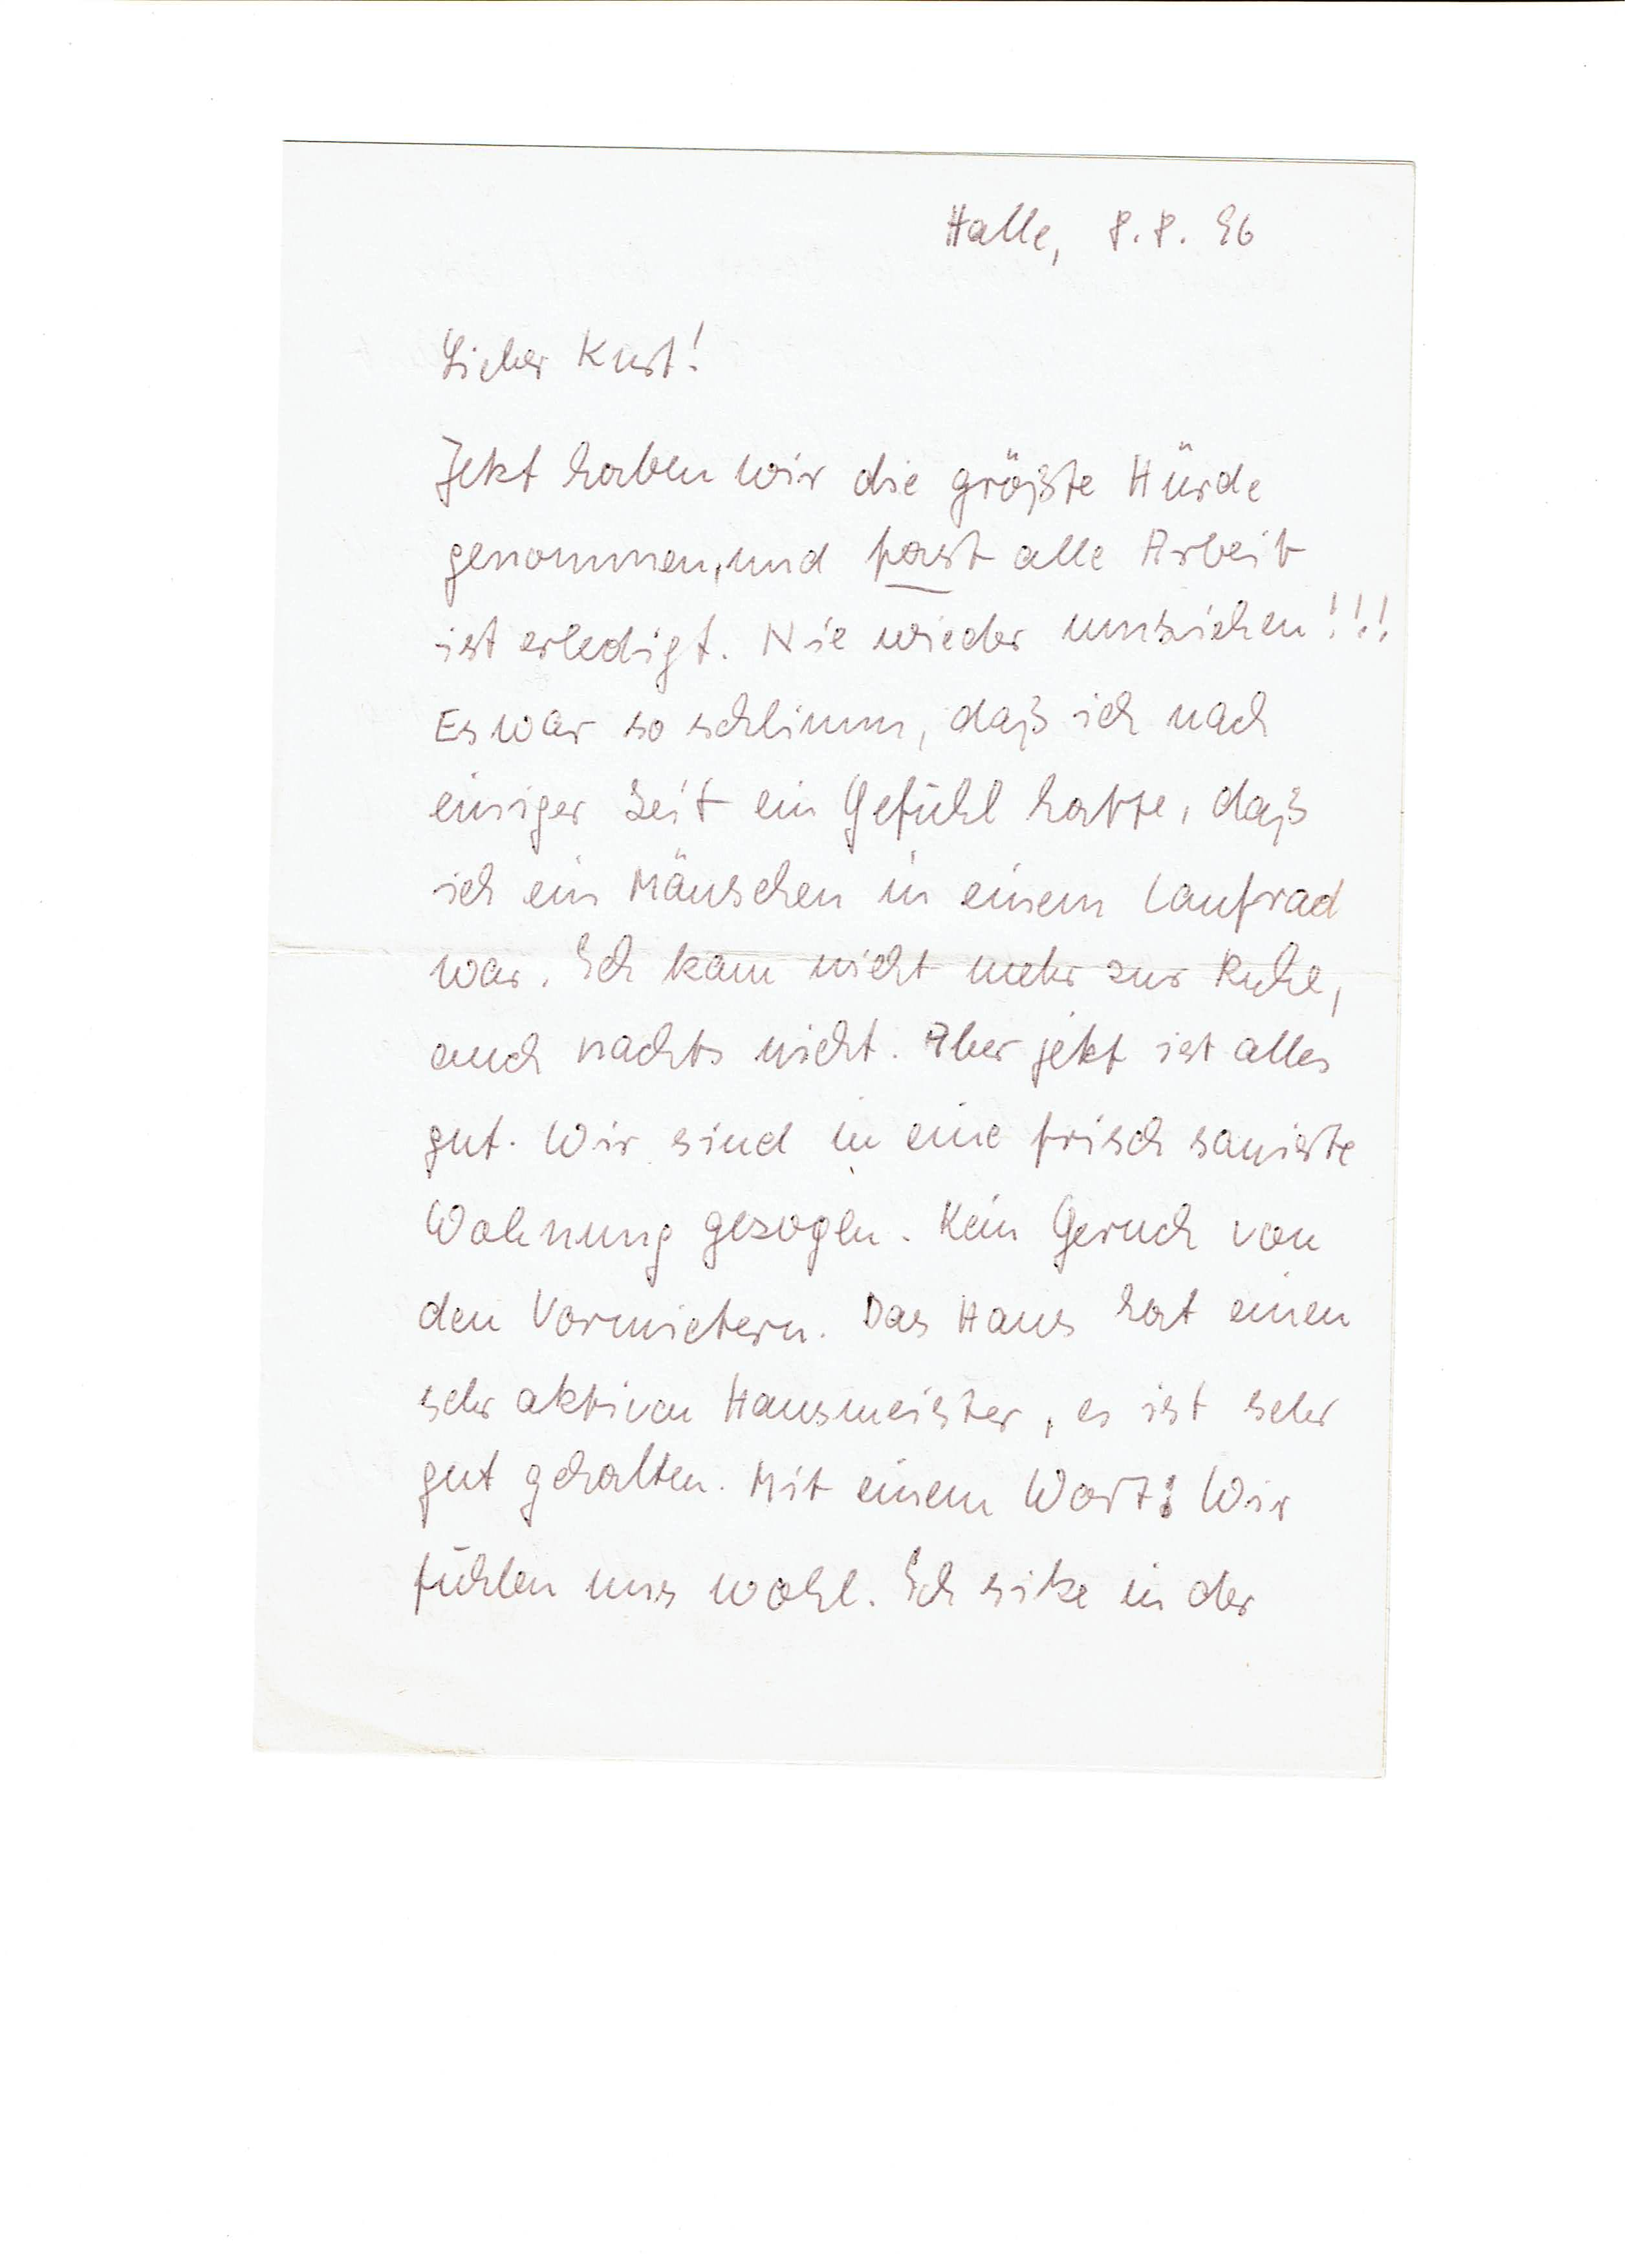 Halle, 8.8.96
Lieber Kurt!
Jetzt haben wir die größte Hürde
genommen, und fast alle Arbeit
ist erledigt. Nie wieder umziehen!!!
Es war so schlimm, daß ich nach
einiger Zeit ein Gefühl hatte, daß
ich ein Mäuschen in einem Laufrad
war. Ich kam nicht mehr zur Ruhe,
auch nachts nicht. Aber jetzt ist alles
gut. Wir sind in eine frisch sanierte
Wohnung gezogen. Kein Geruch von
den Vormietern. Das Haus hat einen
sehr aktiven Hausmeister, es ist sehr
gut gehalten. Mit einem Wort: Wir
fühlen uns wohl. Ich sitze in der